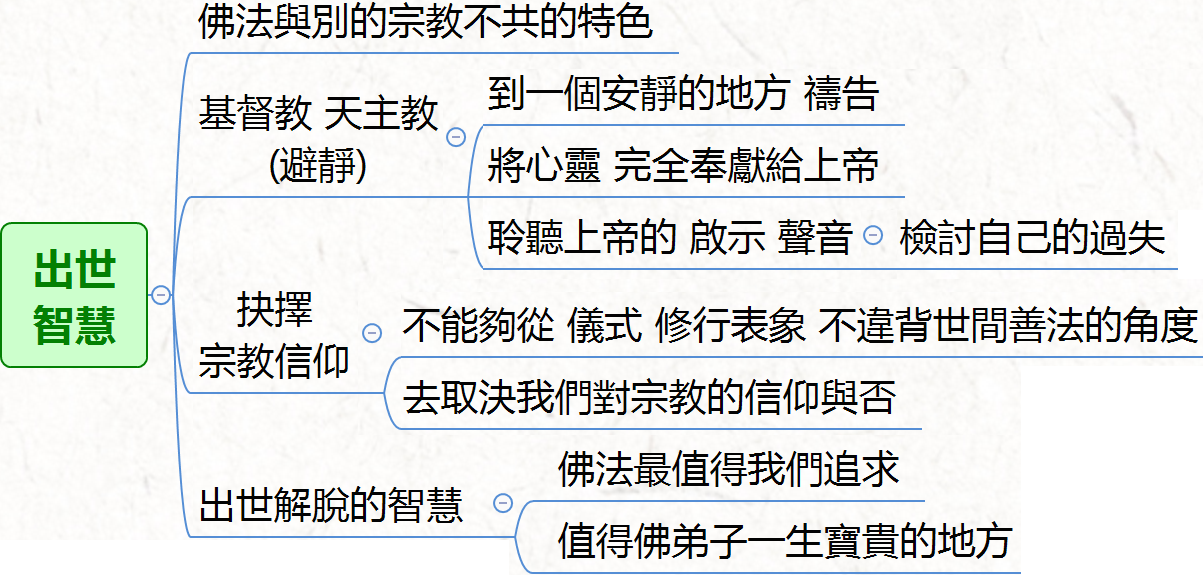 出世
智慧
佛法與別的宗教不共的特色
基督教 天主教
(避靜)
到一個安靜的地方 禱告
將心靈 完全奉獻給上帝
聆聽上帝的 啟示 聲音
檢討自己的過失
抉擇
宗教信仰
不能夠從 儀式 修行表象 不違背世間善法的角度
去取決我們對宗教的信仰與否
出世解脫的智慧
佛法最值得我們追求
值得佛弟子一生寶貴的地方